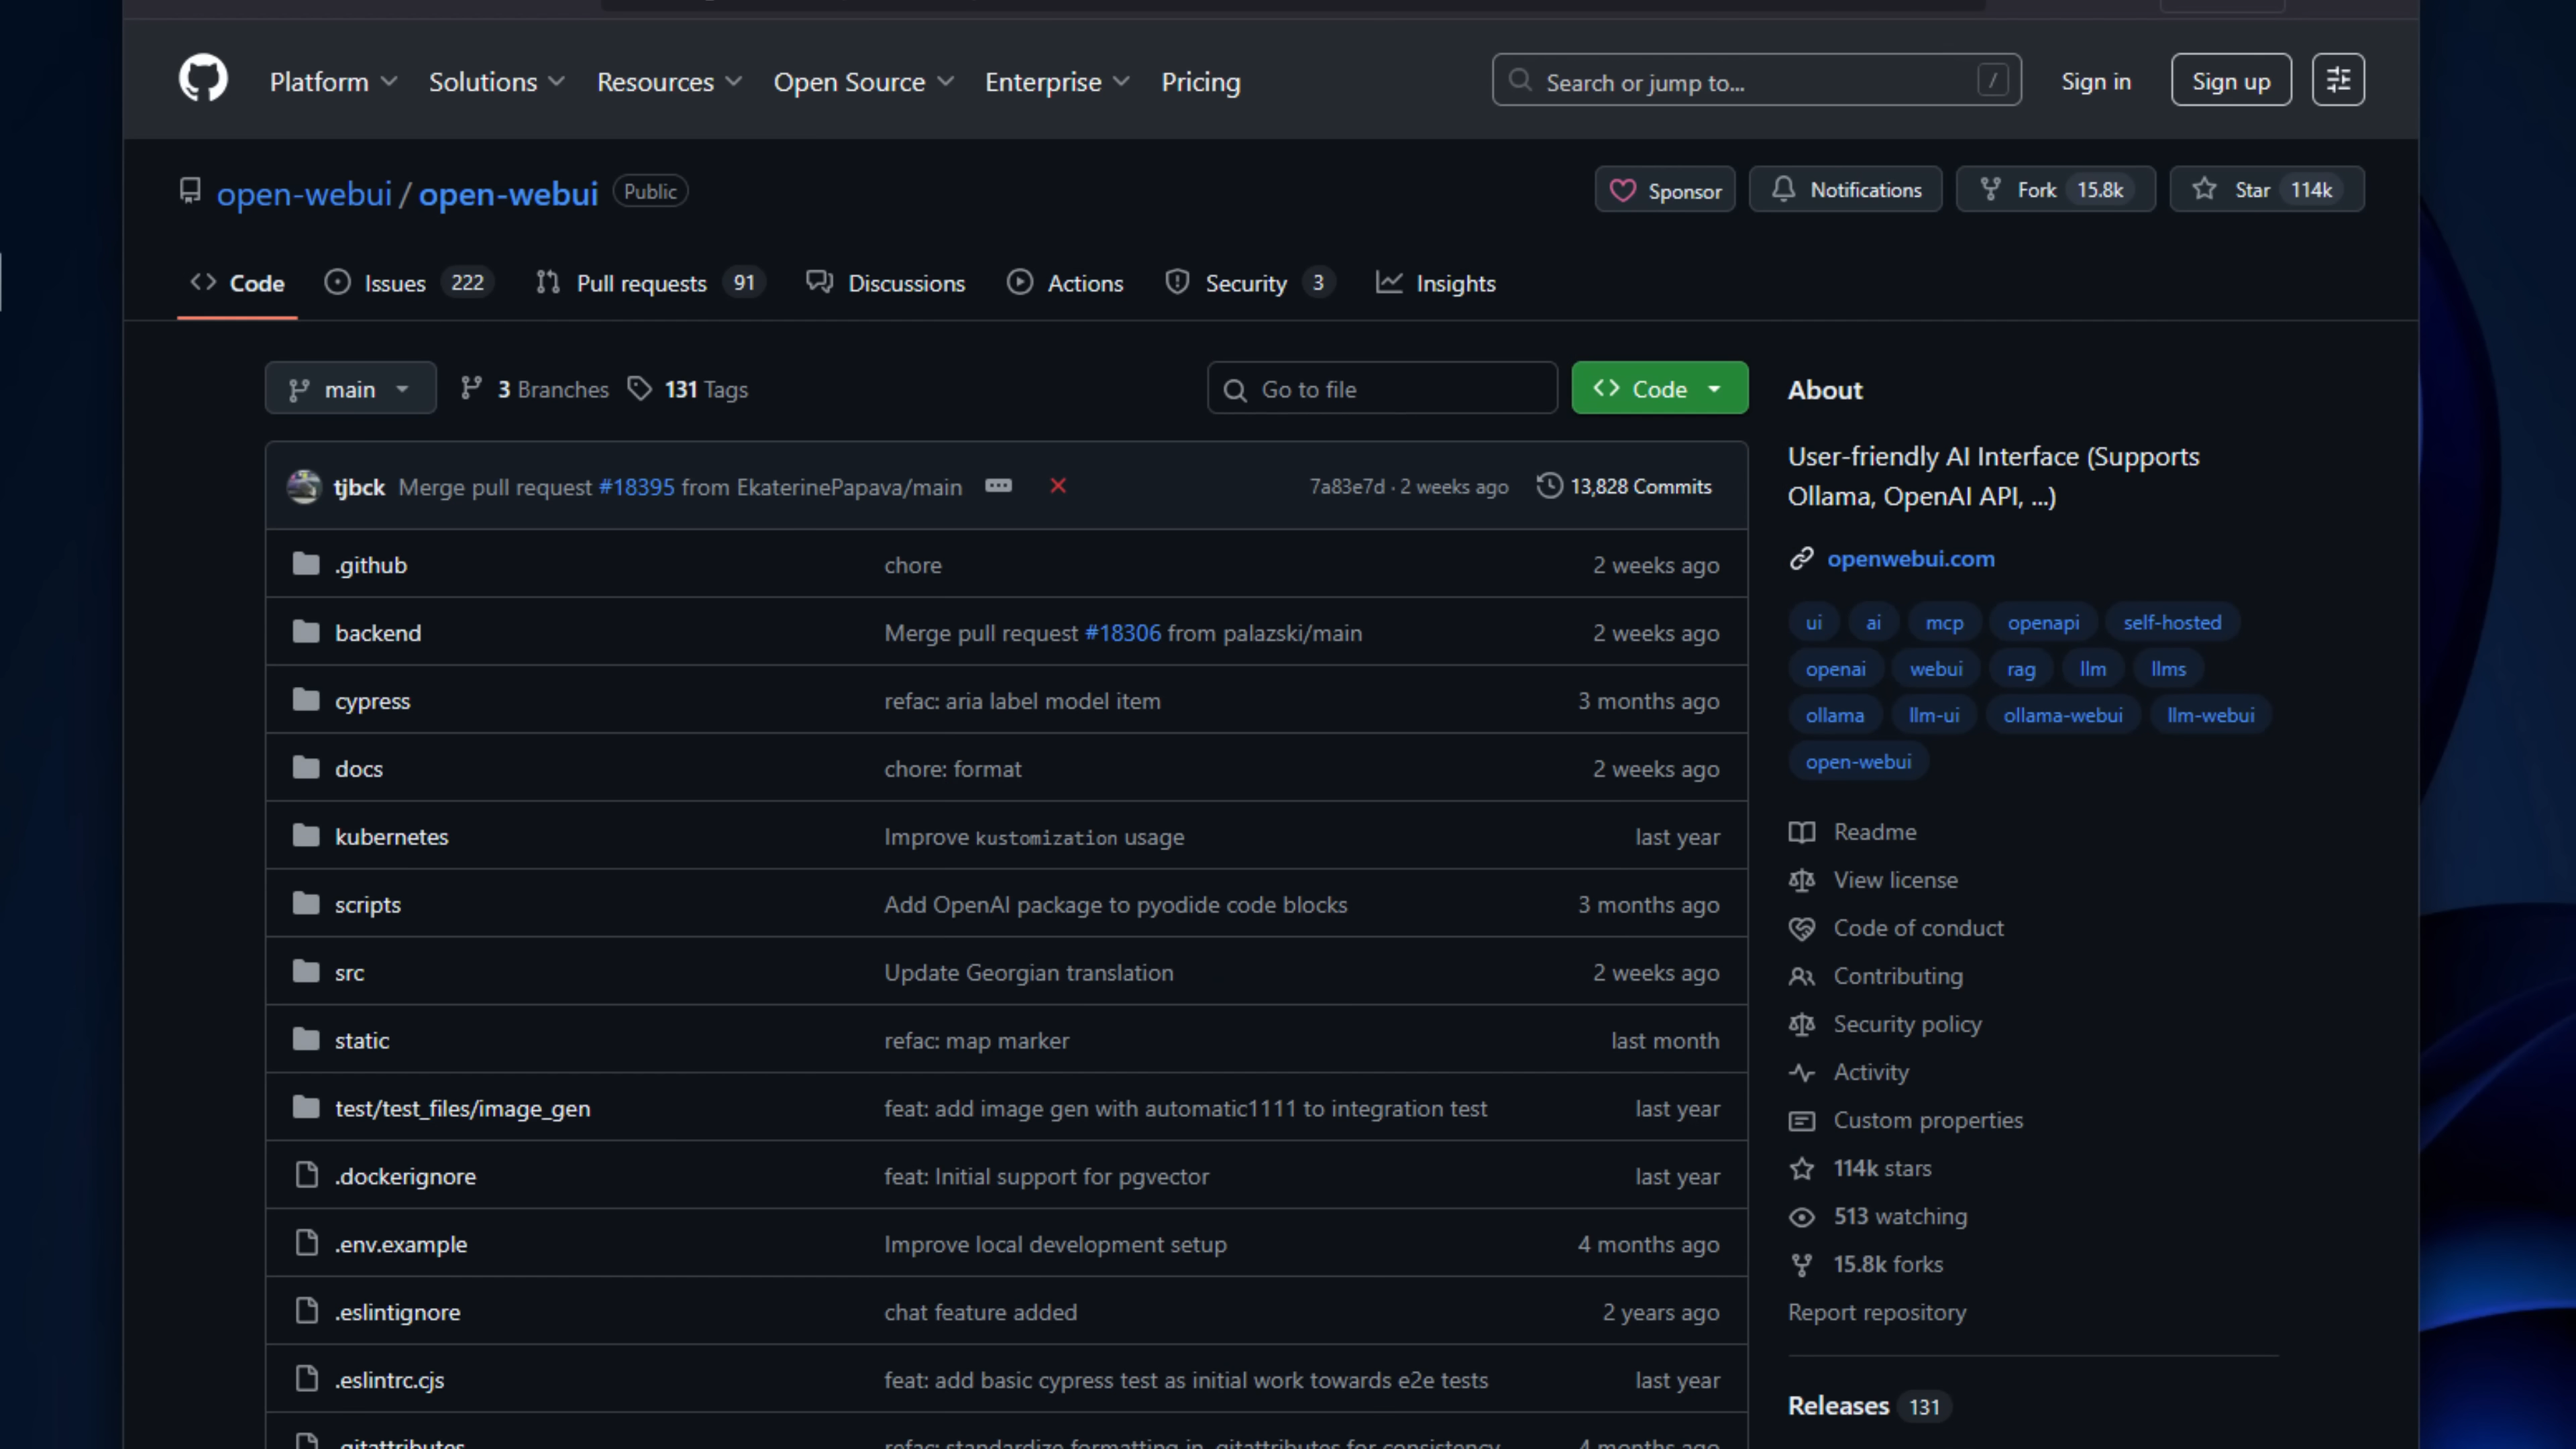 Platform Solutions Resources Open Source Enterprise Pricing Search or jump to... / Sign in Sign up
open-webui / open-webui Public Sponsor Notifications Fork 15.8k Star 114k
Code Issues 222 Pull requests 91 Discussions Actions Security 3 Insights
main 3 Branches 131 Tags Go to file Code
tjbck Merge pull request #18395 from EkaterinePapava/main 7a83e7d · 2 weeks ago 13,828 Commits
.github chore 2 weeks ago
backend Merge pull request #18306 from palazski/main 2 weeks ago
cypress refac: aria label model item 3 months ago
docs chore: format 2 weeks ago
kubernetes Improve kustomization usage last year
scripts Add OpenAI package to pyodide code blocks 3 months ago
src Update Georgian translation 2 weeks ago
static refac: map marker last month
test/test_files/image_gen feat: add image gen with automatic1111 to integration test last year
.dockerignore feat: Initial support for pgvector last year
.env.example Improve local development setup 4 months ago
.eslintignore chat feature added 2 years ago
.eslintrc.cjs feat: add basic cypress test as initial work towards e2e tests last year
.gitattributes refac: standardize formatting in .gitattributes for consistency 4 months ago
About
User-friendly AI Interface (Supports
Ollama, OpenAI API, ...)
openwebui.com
ui ai mcp openapi self-hosted
openai webui rag llm llms
ollama llm-ui ollama-webui llm-webui
open-webui
Readme
View license
Code of conduct
Contributing
Security policy
Activity
Custom properties
114k stars
513 watching
15.8k forks
Report repository
Releases 131